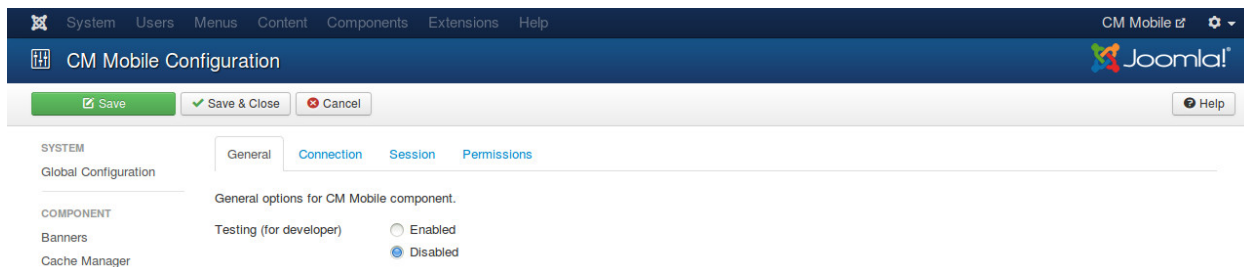 System Users Menus Content Components Extensions Help CM Mobile
CM Mobile Configuration Joomla!
Save Save & Close Cancel Help
SYSTEM
Global Configuration
COMPONENT
Banners
Cache Manager
General Connection Session Permissions
General options for CM Mobile component.
Testing (for developer) Enabled
Disabled